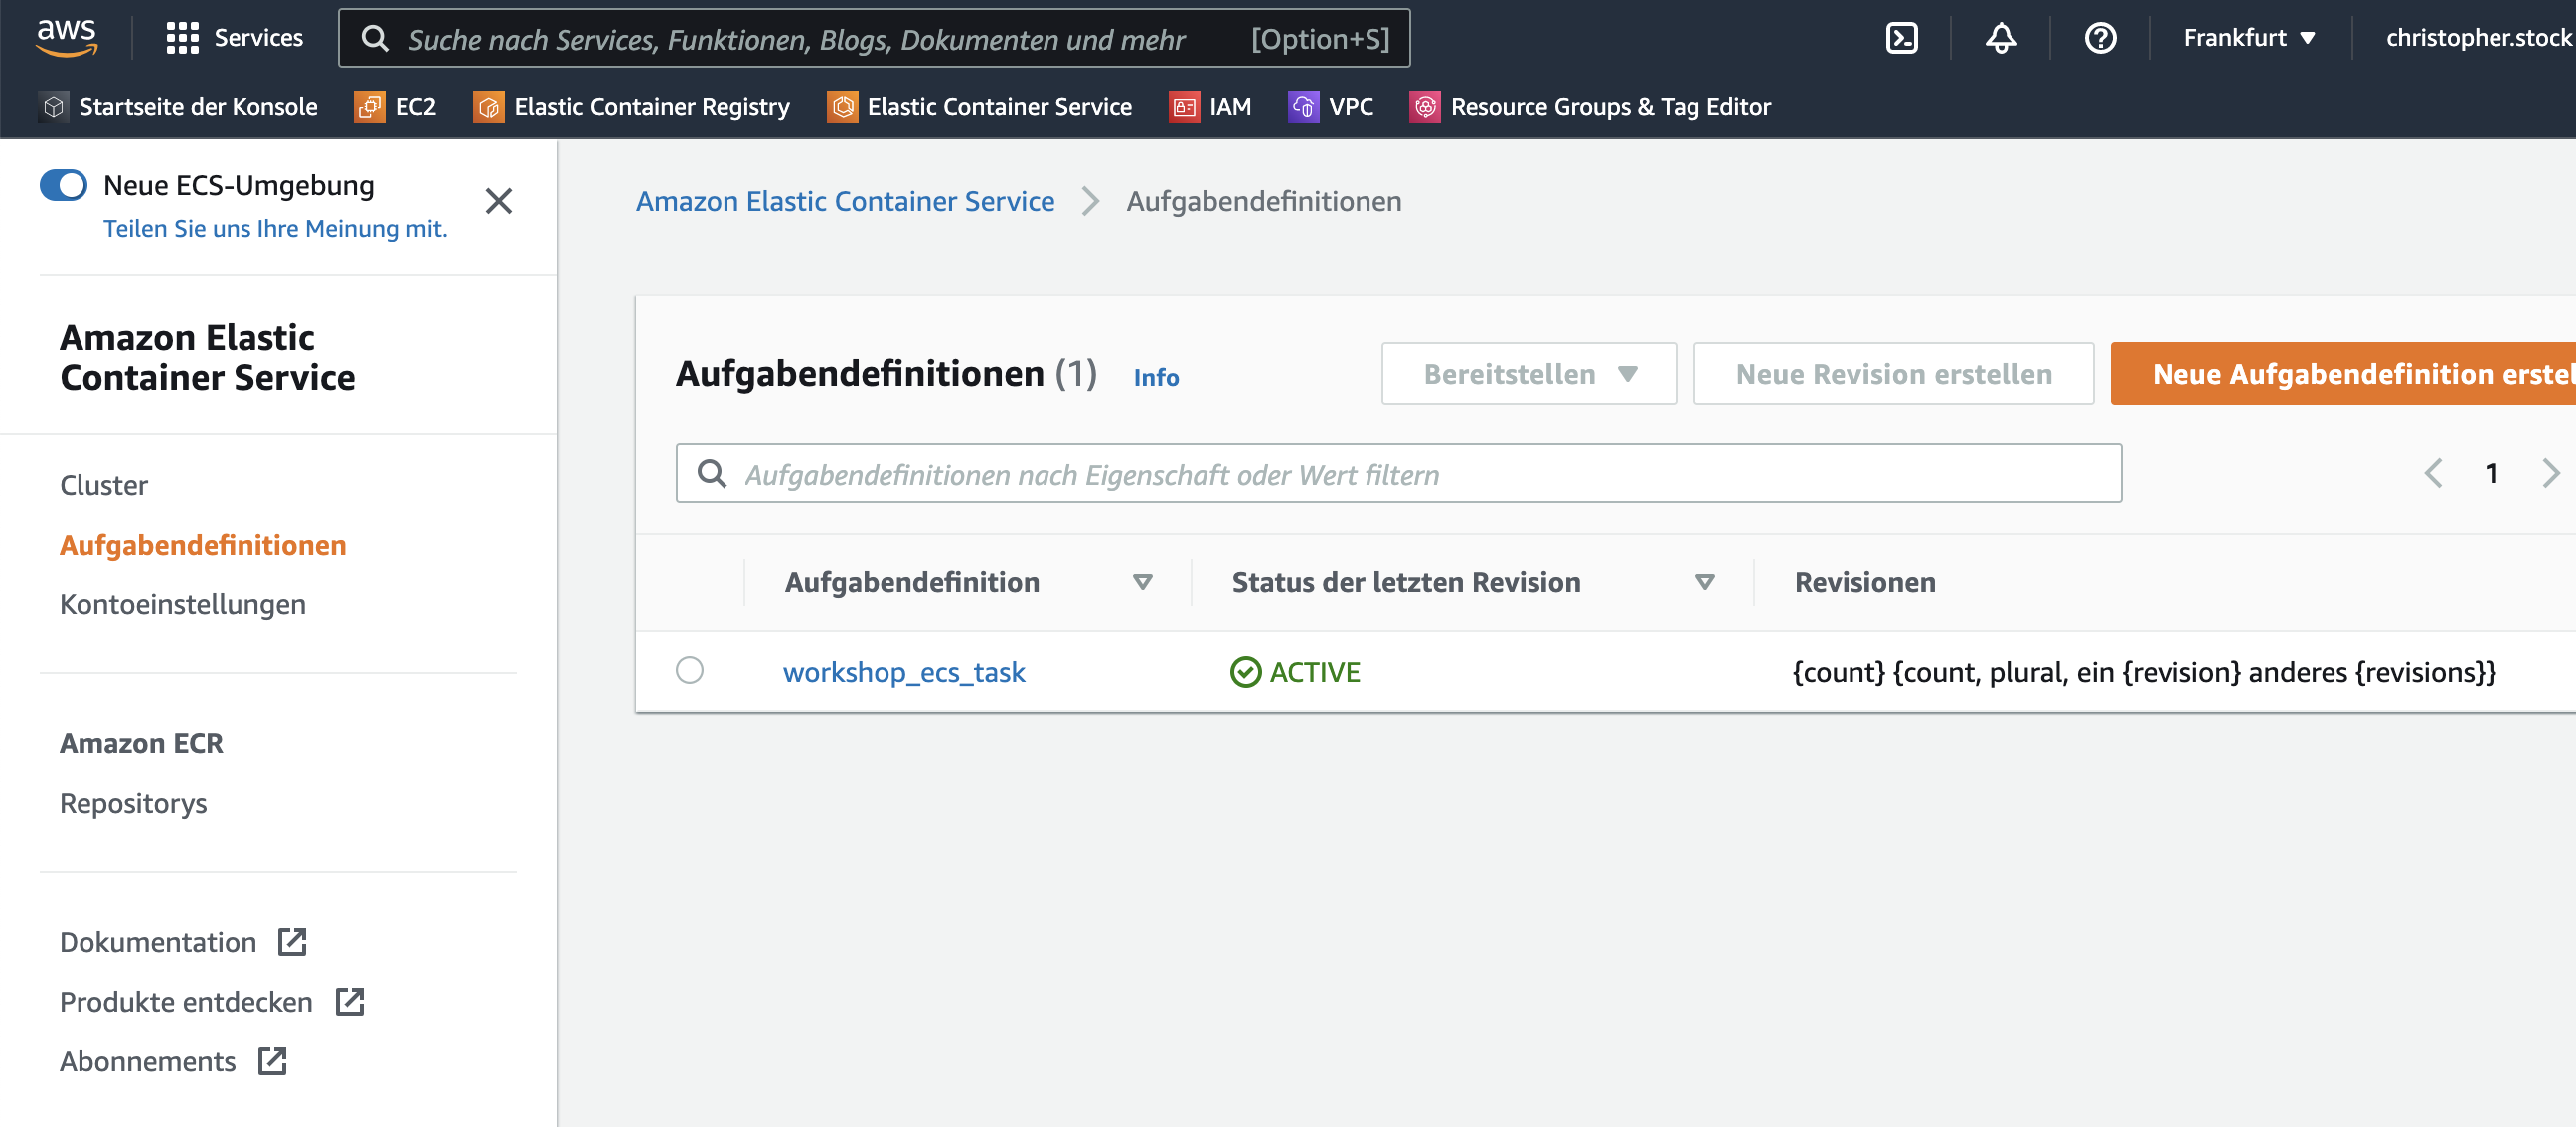 aws Services Suche nach Services, Funktionen, Blogs, Dokumenten und mehr [Option+S] Frankfurt christopher.stock
Startseite der Konsole EC2 Elastic Container Registry Elastic Container Service IAM VPC Resource Groups & Tag Editor
Neue ECS-Umgebung
Teilen Sie uns Ihre Meinung mit.
Amazon Elastic
Container Service
Cluster
Aufgabendefinitionen
Kontoeinstellungen
Amazon ECR
Repositorys
Dokumentation
Produkte entdecken
Abonnements
Amazon Elastic Container Service Aufgabendefinitionen
Aufgabendefinitionen (1) Info Bereitstellen Neue Revision erstellen Neue Aufgabendefinition erstel
Aufgabendefinitionen nach Eigenschaft oder Wert filtern 1
Aufgabendefinition Status der letzten Revision Revisionen
workshop_ecs_task ACTIVE {count} {count, plural, ein {revision} anderes {revisions}}